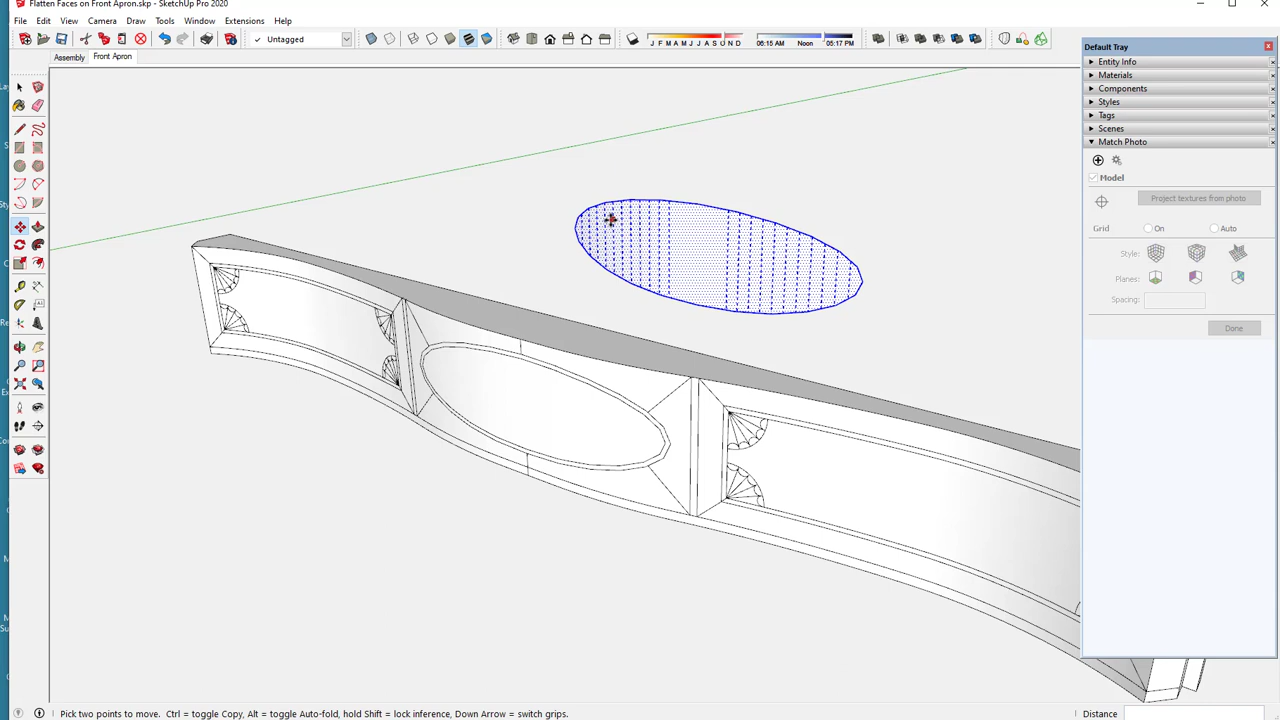 Flatten Faces on Front Apron.skp - SketchUp Pro 2020
File Edit View Camera Draw Tools Window Extensions Help
Untagged
J F M A M J J A S O N D
06:15 AM Noon 05:17 PM
Assembly Front Apron
Default Tray
Entity Info
Materials
Components
Styles
Tags
Scenes
Match Photo
Model
Project textures from photo
Grid On Auto
Style:
Planes:
Spacing:
Done
Pick two points to move. Ctrl = toggle Copy, Alt = toggle Auto-fold, hold Shift = lock inference, Down Arrow = switch grips.
Distance